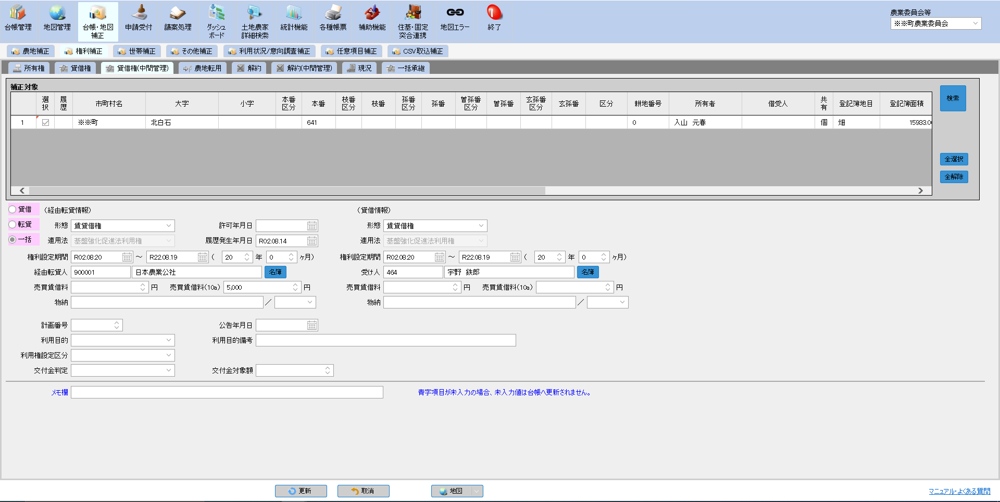 台帳管理 地図管理 台帳・地図補正 申請受付 議案処理 ダッシュボード 土地農家詳細検索 統計機能 各種帳票 補助機能 住基・固定突合連携 地図エラー 終了
農業委員会等
※※町農業委員会
農地補正 権利補正 世帯補正 その他補正 利用状況/意向調査補正 任意項目補正 CSV取込補正
所有権 貸借権 貸借権(中間管理) 農地転用 解約 解約(中間管理) 現況 一括承継
補正対象
選択 履歴 市町村名 大字 小字 本番区分 本番 枝番区分 枝番 孫番区分 孫番 曽孫番区分 曽孫番 玄孫番区分 玄孫番 区分 耕地番号 所有者 借受人 共有 登記簿地目 登記簿面積
1 ※※町 北白石 641 0 入山 元春 個 畑 15933.0
検索
全選択
全解除
貸借 (経由転貸情報) (貸借情報)
転貸 形態 賃貸借権 許可年月日 形態 賃貸借権
一括 適用法 基盤強化促進法利用権 履歴発生年月日 R02.08.14 適用法 基盤強化促進法利用権
権利設定期間 R02.08.20 ～ R22.08.19 ( 20 年 0 ヶ月) 権利設定期間 R02.08.20 ～ R22.08.19 ( 20 年 0 ヶ月)
経由転貸人 900001 日本農業公社 名簿 受け人 464 宇野 鉄郎 名簿
売買賃借料 円 売買賃借料(10a) 5,000 円 売買賃借料 円 売買賃借料(10a) 円
物納 ／ 物納 ／
計画番号 公告年月日
利用目的 利用目的備考
利用権設定区分
交付金判定 交付金対象額
メモ欄 青字項目が未入力の場合、未入力値は台帳へ更新されません。
更新 取消 地図 マニュアル・よくある質問